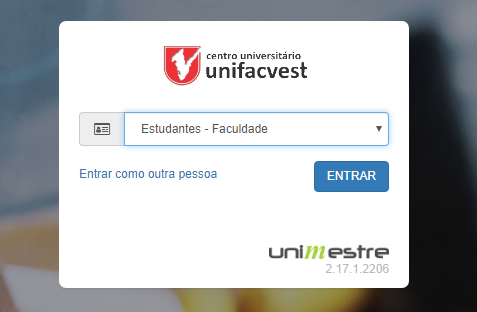 centro universitário
unifacvest
Estudantes - Faculdade
Entrar como outra pessoa
ENTRAR
unimestre
2.17.1.2206